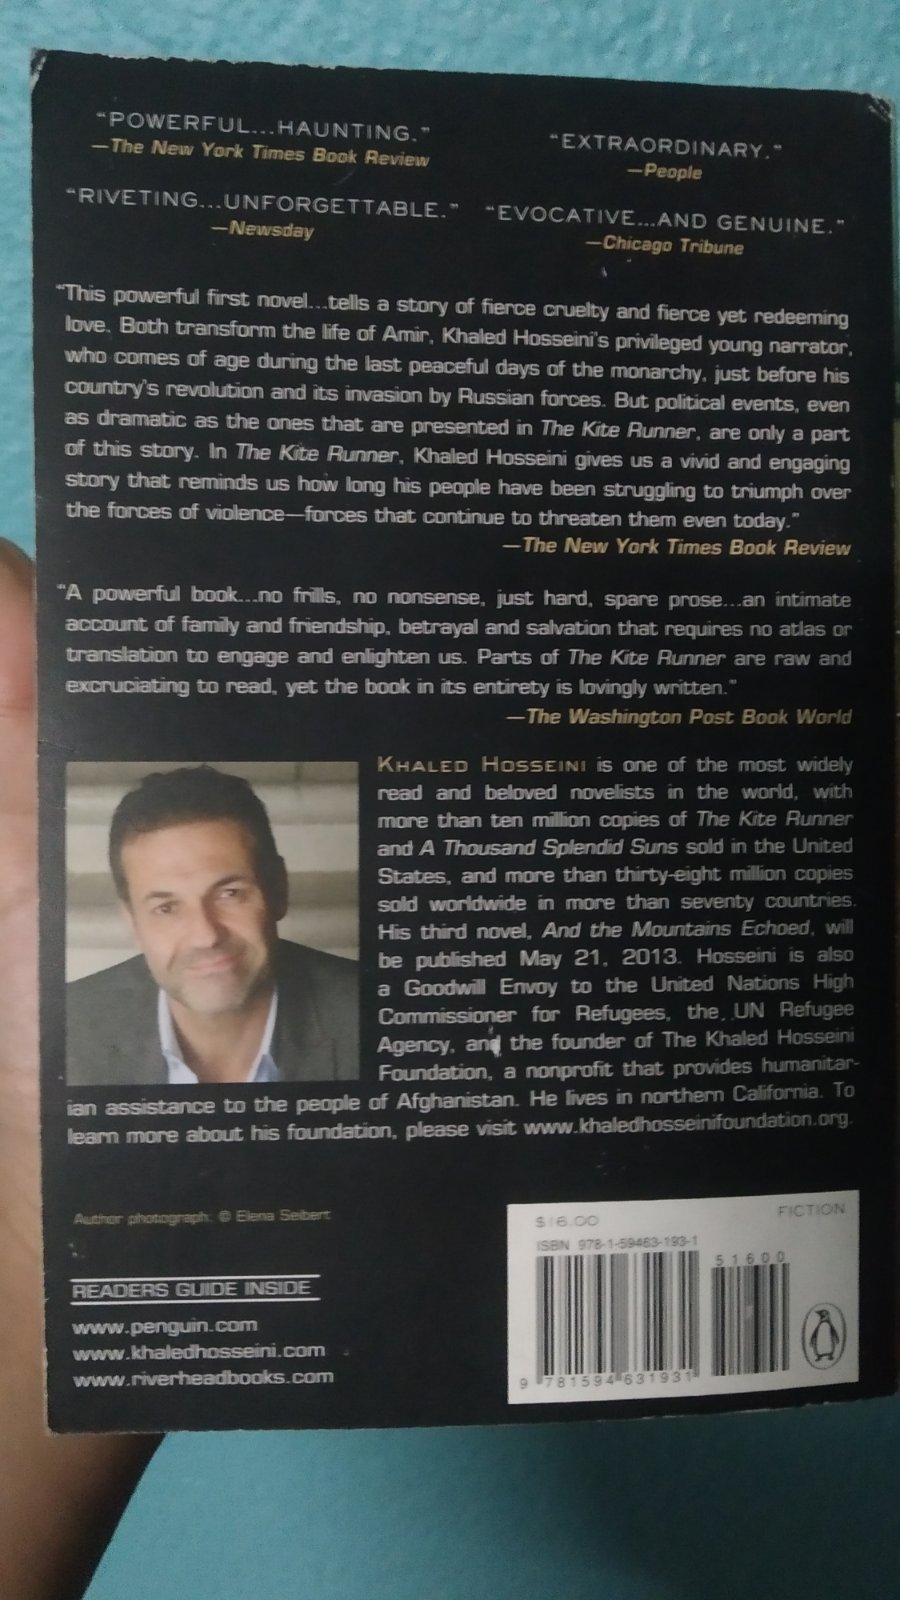 “POWERFUL...HAUNTING.”
—The New York Times Book Review
“EXTRAORDINARY.”
—People
“RIVETING...UNFORGETTABLE.”
—Newsday
“EVOCATIVE...AND GENUINE.”
—Chicago Tribune
“This powerful first novel...tells a story of fierce cruelty and fierce yet redeeming
love. Both transform the life of Amir, Khaled Hosseini's privileged young narrator,
who comes of age during the last peaceful days of the monarchy, just before his
country's revolution and its invasion by Russian forces. But political events, even
as dramatic as the ones that are presented in The Kite Runner, are only a part
of this story. In The Kite Runner, Khaled Hosseini gives us a vivid and engaging
story that reminds us how long his people have been struggling to triumph over
the forces of violence—forces that continue to threaten them even today.”
—The New York Times Book Review
“A powerful book...no frills, no nonsense, just hard, spare prose...an intimate
account of family and friendship, betrayal and salvation that requires no atlas or
translation to engage and enlighten us. Parts of The Kite Runner are raw and
excruciating to read, yet the book in its entirety is lovingly written.”
—The Washington Post Book World
KHALED HOSSEINI is one of the most widely
read and beloved novelists in the world, with
more than ten million copies of The Kite Runner
and A Thousand Splendid Suns sold in the United
States, and more than thirty-eight million copies
sold worldwide in more than seventy countries.
His third novel, And the Mountains Echoed, will
be published May 21, 2013. Hosseini is also
a Goodwill Envoy to the United Nations High
Commissioner for Refugees, the UN Refugee
Agency, and the founder of The Khaled Hosseini
Foundation, a nonprofit that provides humanitar-
ian assistance to the people of Afghanistan. He lives in northern California. To
learn more about his foundation, please visit www.khaledhosseinifoundation.org.
Author photograph: © Elena Seibert
READERS GUIDE INSIDE
www.penguin.com
www.khaledhosseini.com
www.riverheadbooks.com
$16.00
FICTION
ISBN 978-1-59463-193-1
51600
9 781594 631931